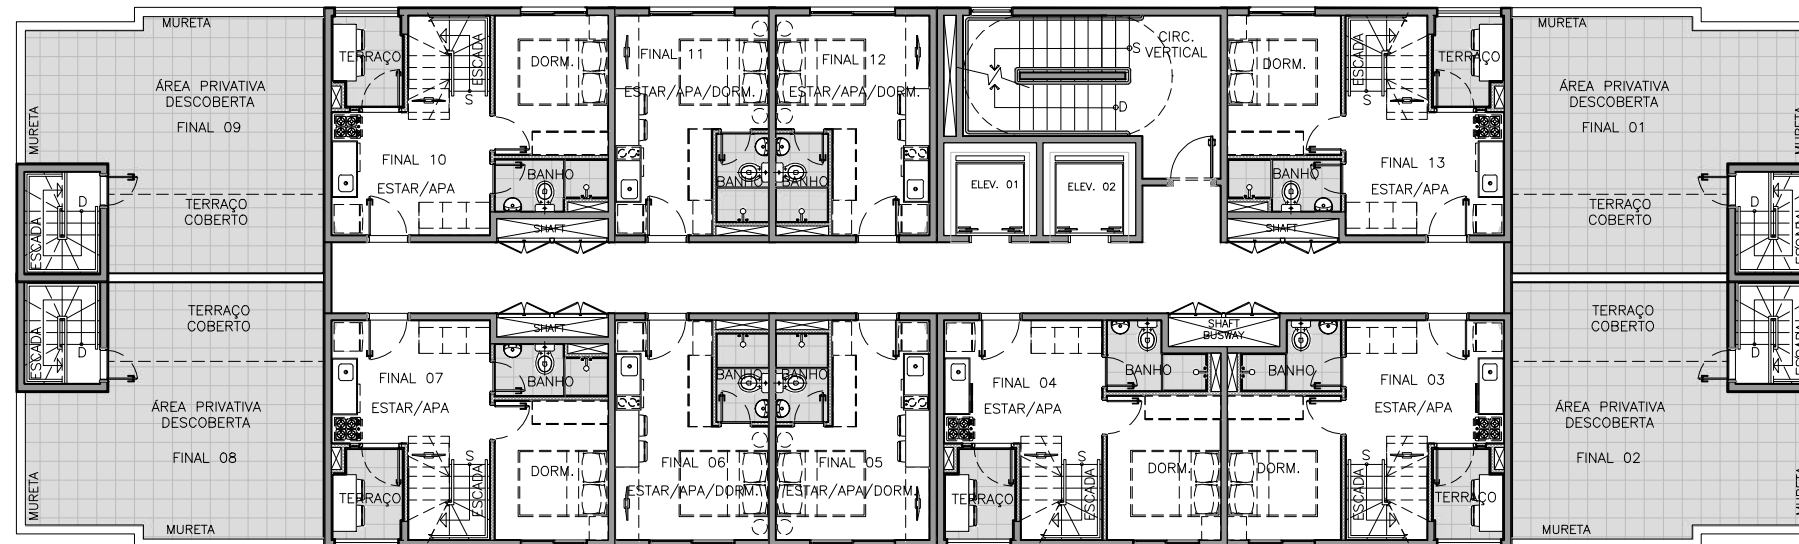 MURETA
ÁREA PRIVATIVA
DESCOBERTA
FINAL 09
MURETA
TERRAÇO
COBERTO
ESCADA
D
TERRAÇO
ESCADA
S
DORM.
FINAL 10
ESTAR/APA
BANHO
SHAFT
FINAL 11
ESTAR/APA/DORM.
BANHO
FINAL 12
ESTAR/APA/DORM.
BANHO
CIRC.
VERTICAL
S
D
ELEV. 01
ELEV. 02
DORM.
ESCADA
S
TERRAÇO
FINAL 13
ESTAR/APA
BANHO
SHAFT
MURETA
ÁREA PRIVATIVA
DESCOBERTA
FINAL 01
MURETA
TERRAÇO
COBERTO
D
ESCADA
TERRAÇO
COBERTO
ESCADA
D
ÁREA PRIVATIVA
DESCOBERTA
FINAL 08
MURETA
MURETA
SHAFT
FINAL 07
ESTAR/APA
BANHO
TERRAÇO
S
ESCADA
DORM.
BANHO
FINAL 06
ESTAR/APA/DORM.
BANHO
FINAL 05
ESTAR/APA/DORM.
FINAL 04
ESTAR/APA
BANHO
TERRAÇO
S
ESCADA
DORM.
SHAFT
BUSWAY
BANHO
FINAL 03
ESTAR/APA
DORM.
S
ESCADA
TERRAÇO
TERRAÇO
COBERTO
D
ÁREA PRIVATIVA
DESCOBERTA
FINAL 02
MURETA